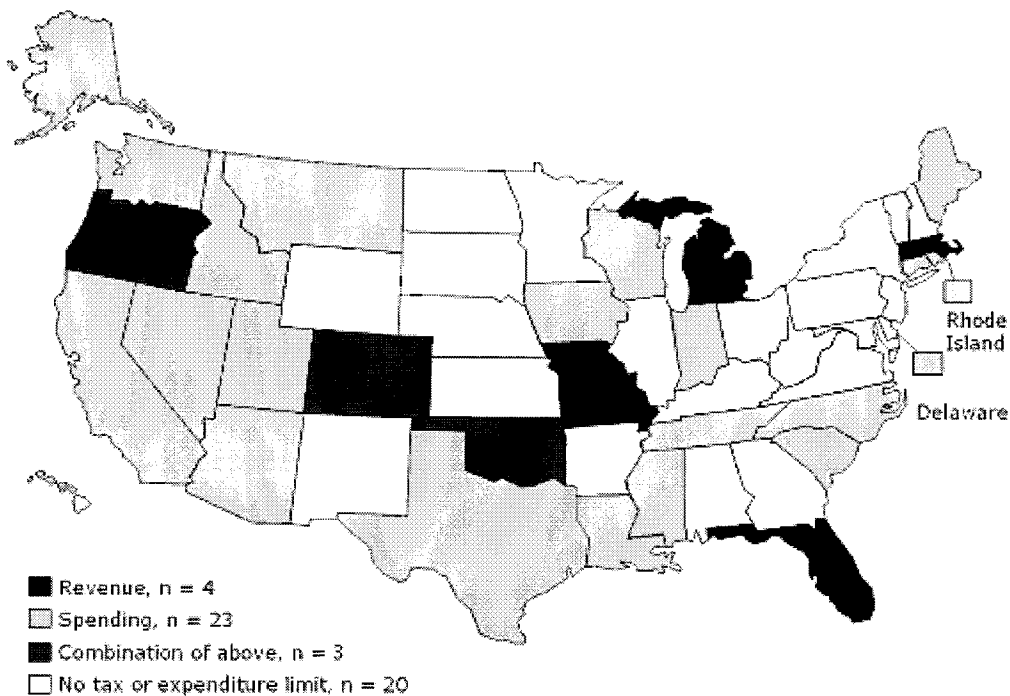 Rhode
Island
Delaware
Revenue, n = 4
Spending, n = 23
Combination of above, n = 3
No tax or expenditure limit, n = 20